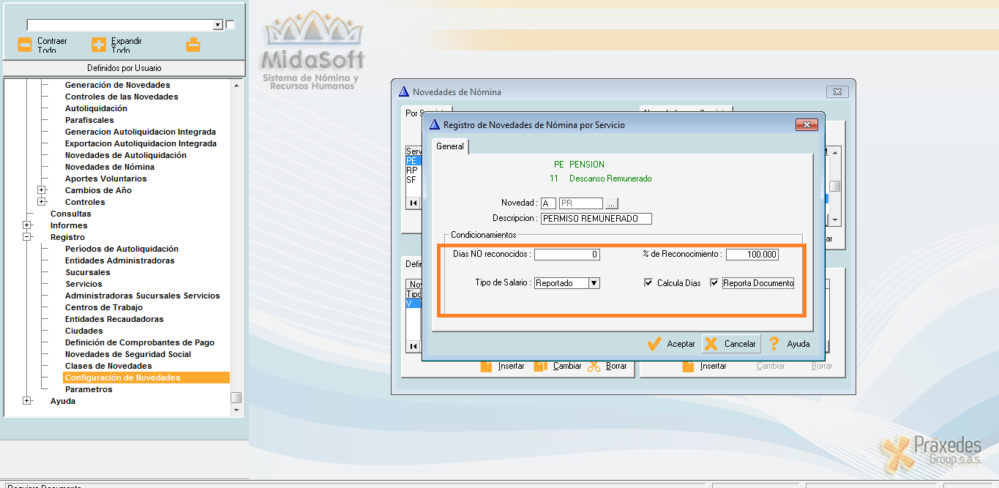 Contraer
Todo
Expandir
Todo
Definidos por Usuario
Generación de Novedades
Controles de las Novedades
Autoliquidación
Parafiscales
Generacion Autoliquidacion Integrada
Exportacion Autoliquidacion Integrada
Novedades de Autoliquidación
Novedades de Nómina
Aportes Voluntarios
Cambios de Año
Controles
Consultas
Informes
Registro
Períodos de Autoliquidación
Entidades Administradoras
Sucursales
Servicios
Administradoras Sucursales Servicios
Centros de Trabajo
Entidades Recaudadoras
Ciudades
Definición de Comprobantes de Pago
Novedades de Seguridad Social
Clases de Novedades
Configuración de Novedades
Parametros
Ayuda
MidaSoft
Sistema de Nómina y
Recursos Humanos
Novedades de Nómina
Por
PE
RP
SF
Registro de Novedades de Nómina por Servicio
General
PE PENSION
11 Descanso Remunerado
Novedad : A PR ...
Descripcion : PERMISO REMUNERADO
Condicionamientos
Dias NO reconocidos : 0 % de Reconocimiento : 100.000
Tipo de Salario : Reportado Calcula Dias Reporta Documento
Aceptar Cancelar ? Ayuda
V
Insertar Cambiar Borrar Insertar Cambiar Borrar
Práxedes
Group s.a.s.